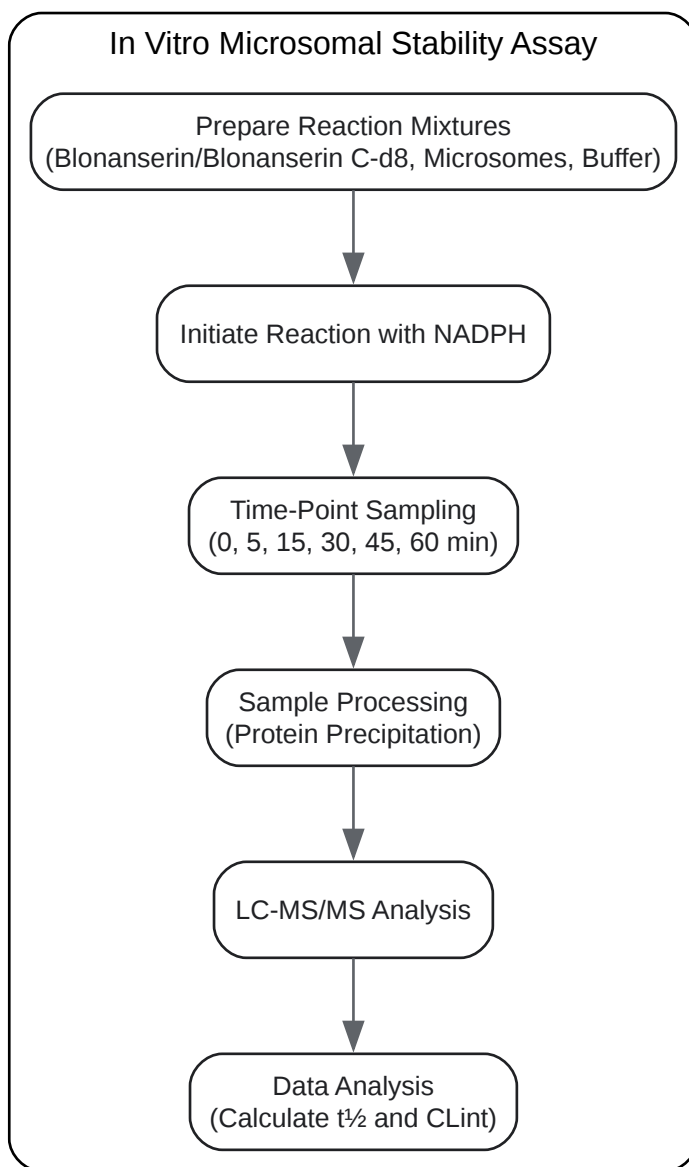 In Vitro Microsomal Stability Assay
Prepare Reaction Mixtures
(Blonanserin/Blonanserin C-d8, Microsomes, Buffer)
Initiate Reaction with NADPH
Time-Point Sampling
(0, 5, 15, 30, 45, 60 min)
Sample Processing
(Protein Precipitation)
LC-MS/MS Analysis
Data Analysis
(Calculate t½ and CLint)